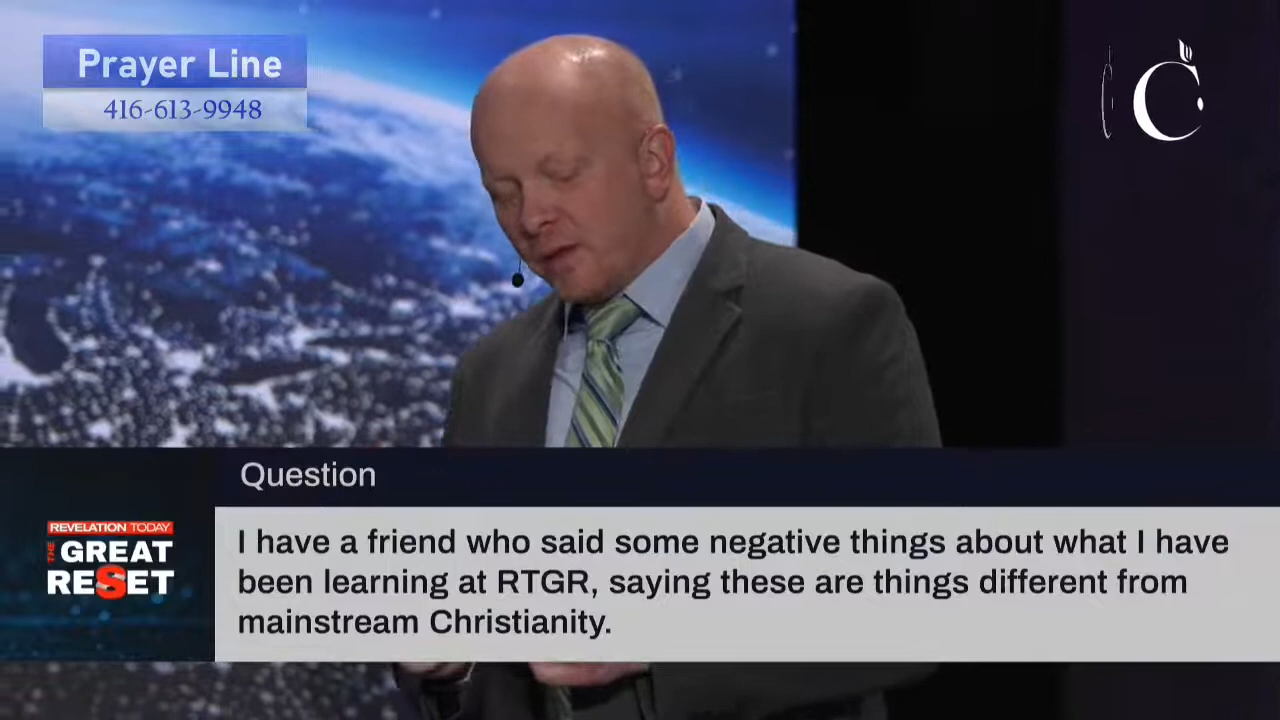 Prayer Line
416-613-9948
Question
REVELATION TODAY
THE GREAT
RESET
I have a friend who said some negative things about what I have
been learning at RTGR, saying these are things different from
mainstream Christianity.